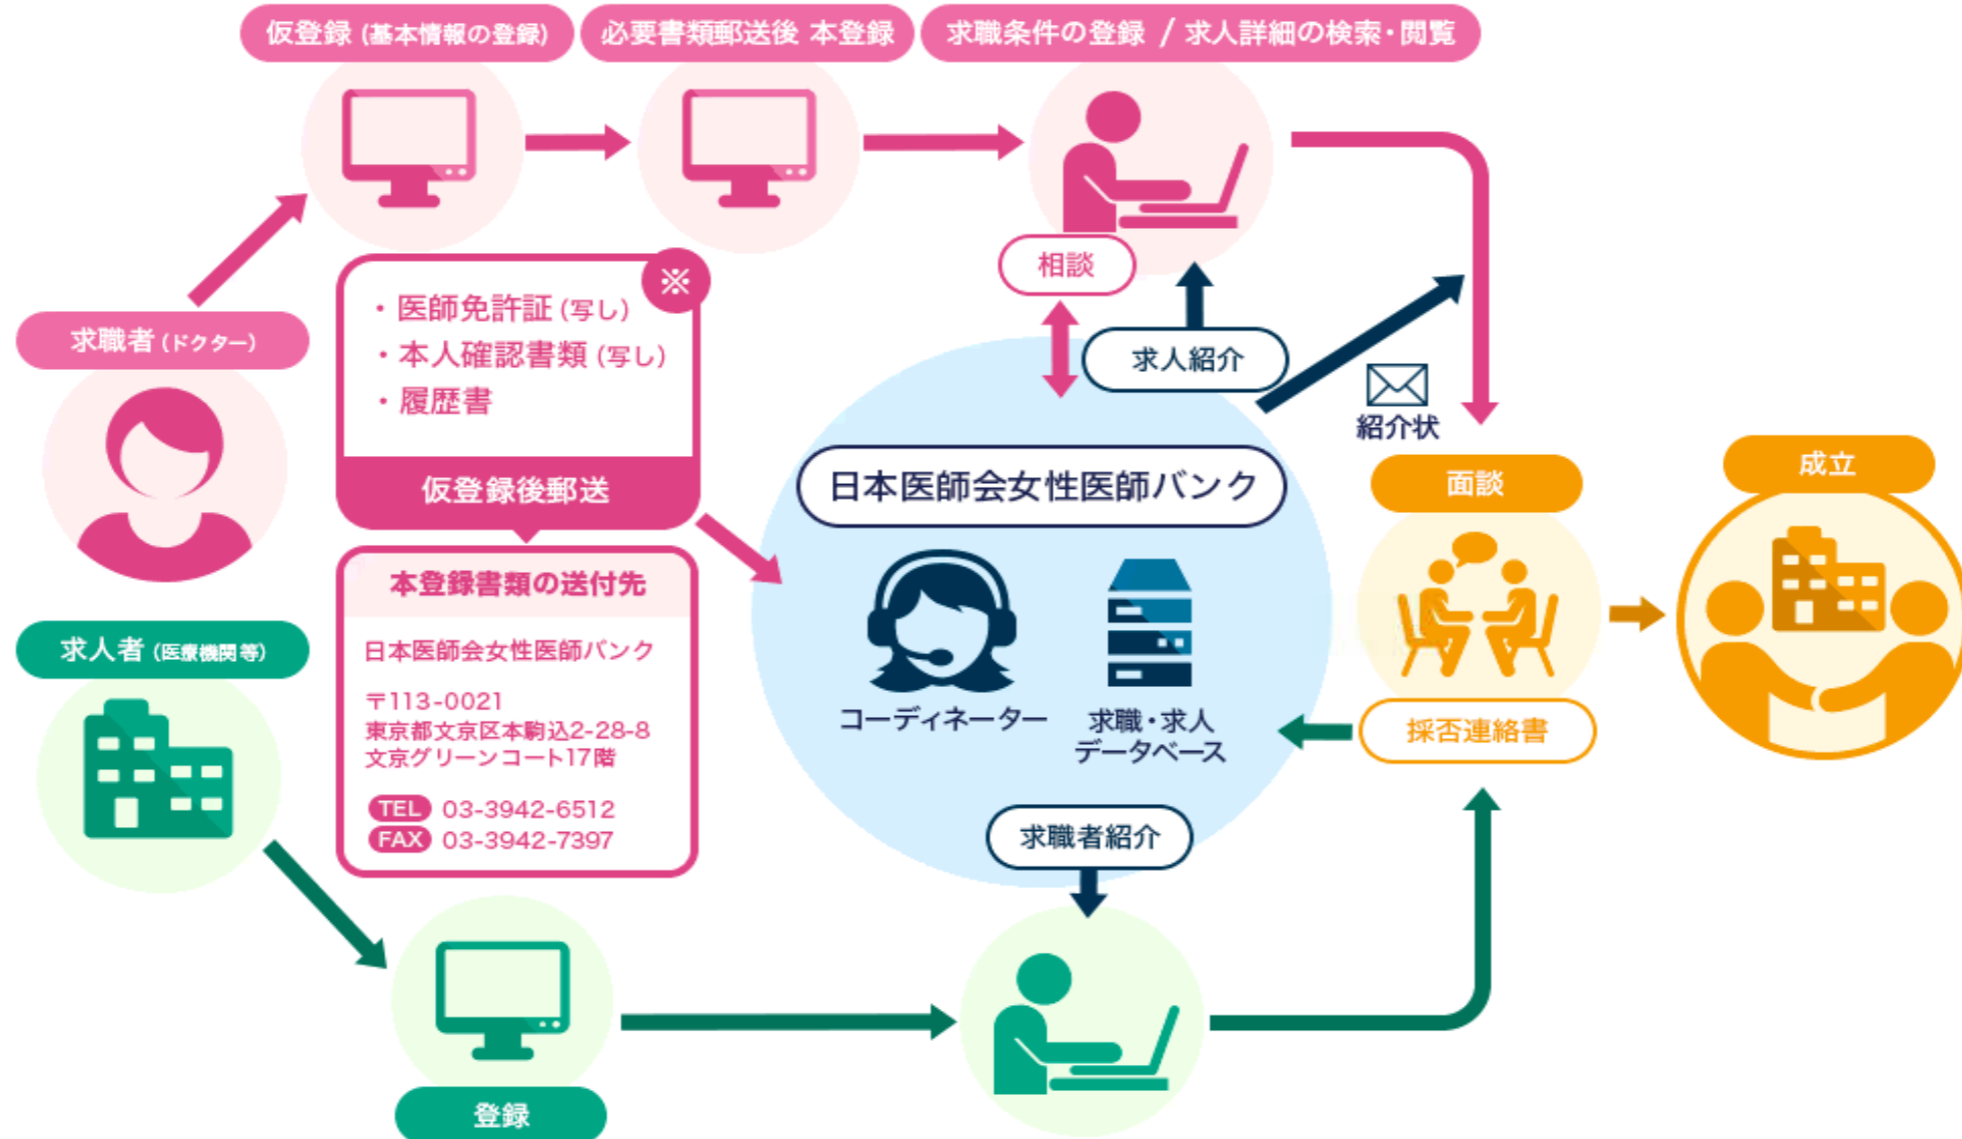 仮登録 (基本情報の登録)
必要書類郵送後 本登録
求職条件の登録 / 求人詳細の検索・閲覧
求職者 (ドクター)
※
・医師免許証 (写し)
・本人確認書類 (写し)
・履歴書
仮登録後郵送
本登録書類の送付先
日本医師会女性医師バンク
〒113-0021
東京都文京区本駒込2-28-8
文京グリーンコート17階
TEL 03-3942-6512
FAX 03-3942-7397
相談
求人紹介
紹介状
日本医師会女性医師バンク
コーディネーター
求職・求人
データベース
求職者紹介
面談
採否連絡書
成立
求人者 (医療機関等)
登録